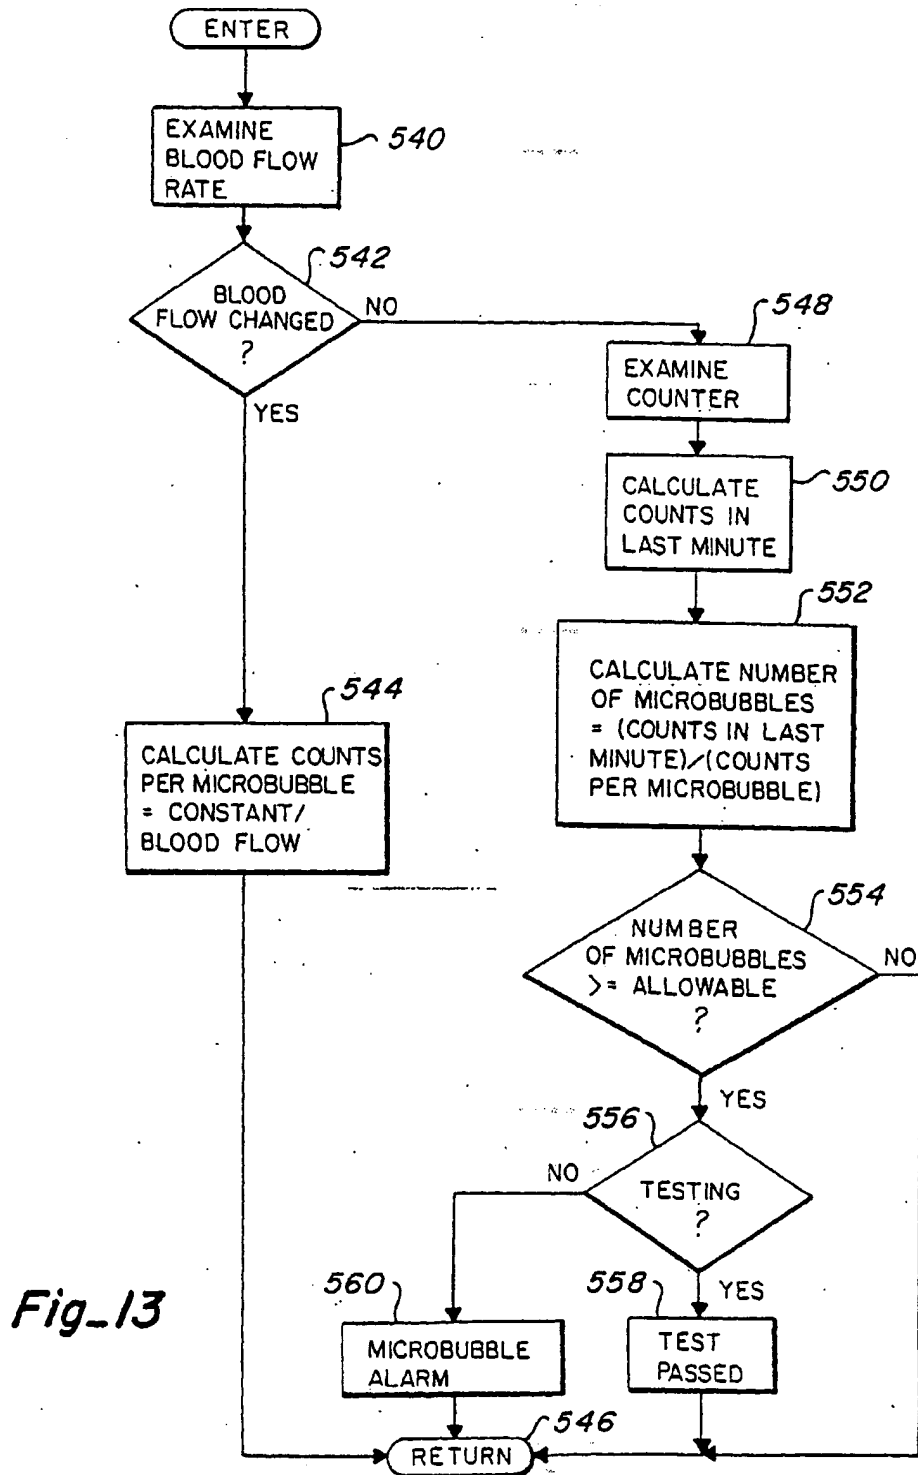 ENTER
EXAMINE
BLOOD FLOW
RATE
540
542
BLOOD
FLOW CHANGED
?
NO
YES
548
EXAMINE
COUNTER
550
CALCULATE
COUNTS IN
LAST MINUTE
552
CALCULATE NUMBER
OF MICROBUBBLES
= (COUNTS IN LAST
MINUTE)/(COUNTS
PER MICROBUBBLE)
544
CALCULATE COUNTS
PER MICROBUBBLE
= CONSTANT/
BLOOD FLOW
554
NUMBER
OF MICROBUBBLES
>= ALLOWABLE
?
NO
YES
556
TESTING
?
NO
YES
560
MICROBUBBLE
ALARM
558
TEST
PASSED
546
RETURN
Fig_13